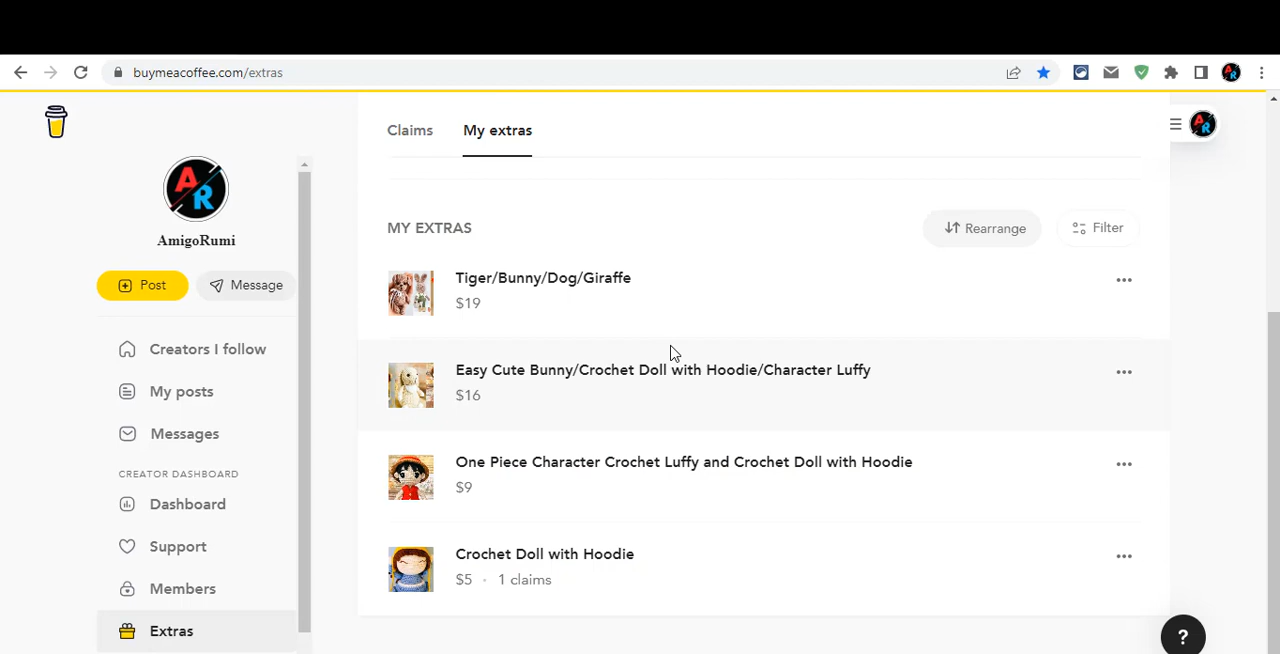 buymeacoffee.com/extras
Claims
My extras
AR
AR
AmigoRumi
Post
Message
Creators I follow
My posts
Messages
CREATOR DASHBOARD
Dashboard
Support
Members
Extras
MY EXTRAS
Rearrange
Filter
Tiger/Bunny/Dog/Giraffe
$19
Easy Cute Bunny/Crochet Doll with Hoodie/Character Luffy
$16
One Piece Character Crochet Luffy and Crochet Doll with Hoodie
$9
Crochet Doll with Hoodie
$5 • 1 claims
?